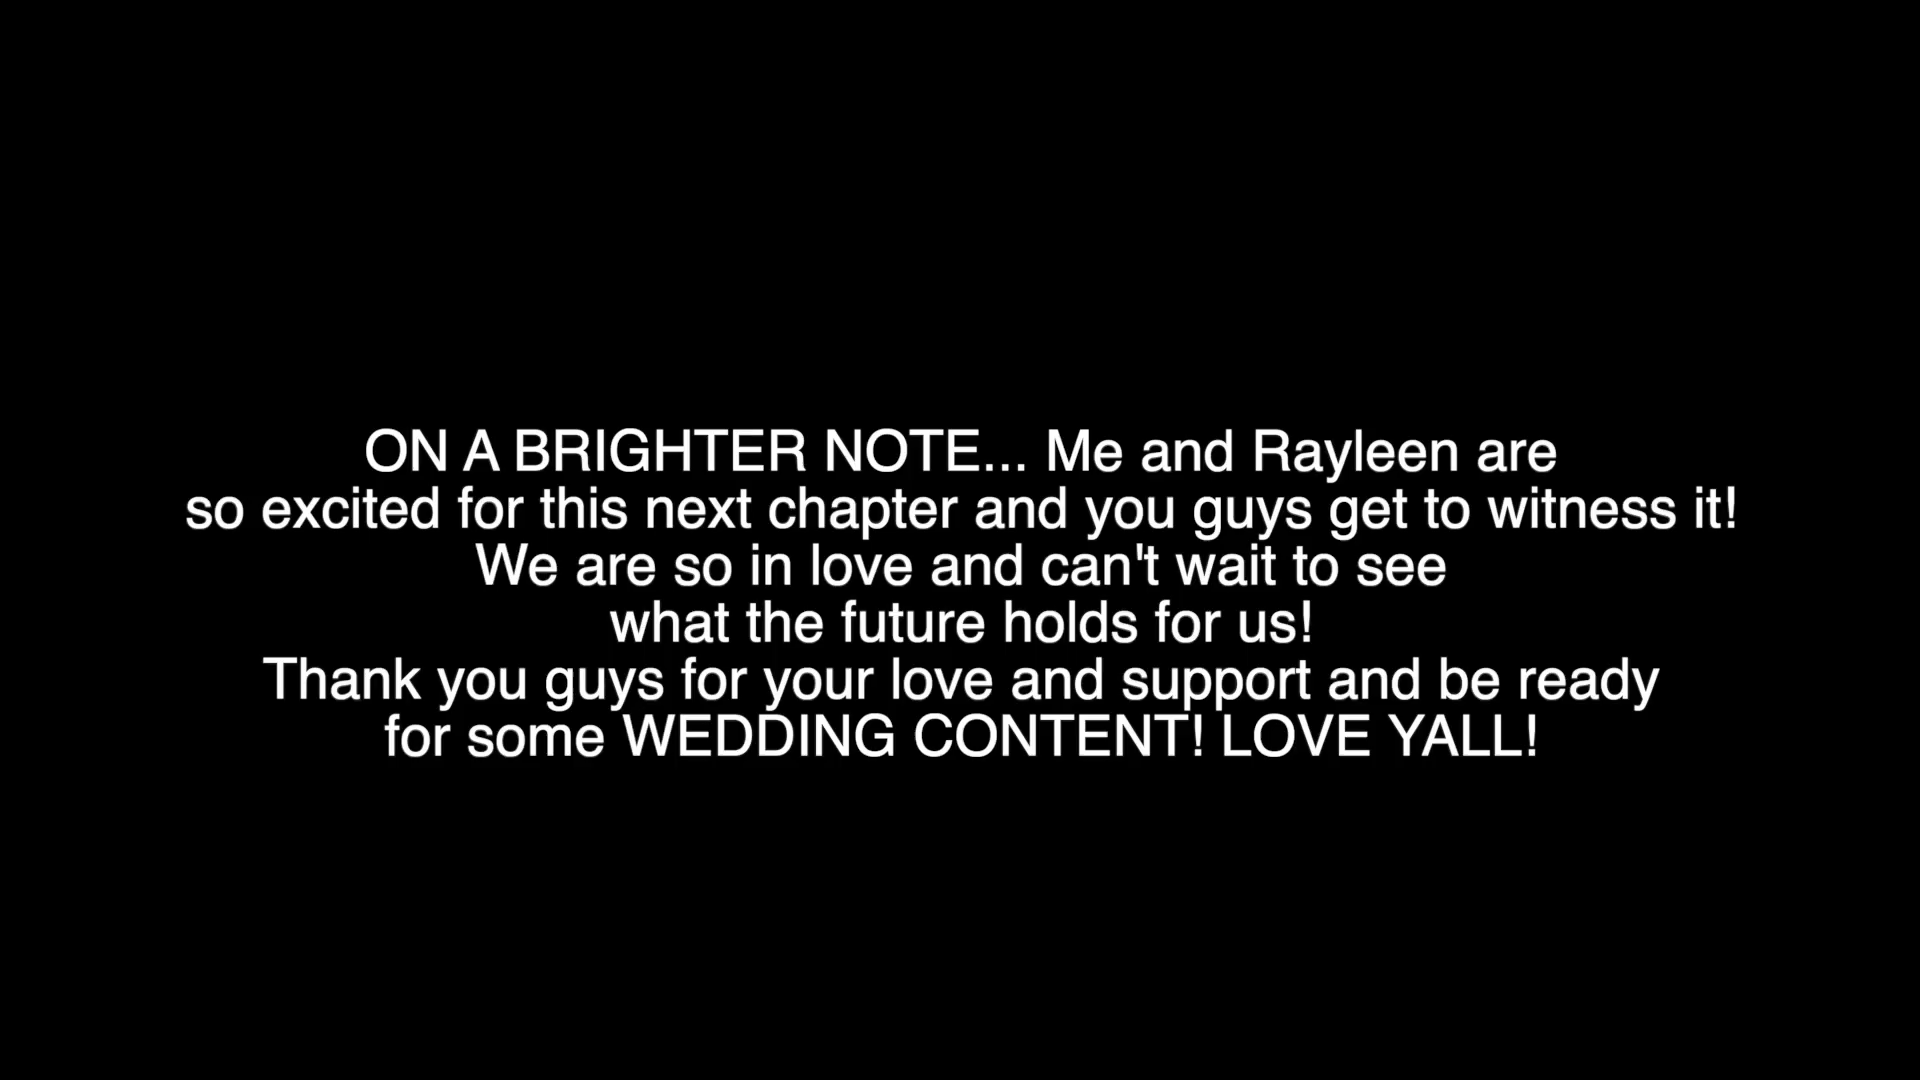 ON A BRIGHTER NOTE... Me and Rayleen are
so excited for this next chapter and you guys get to witness it!
We are so in love and can't wait to see
what the future holds for us!
Thank you guys for your love and support and be ready
for some WEDDING CONTENT! LOVE YALL!